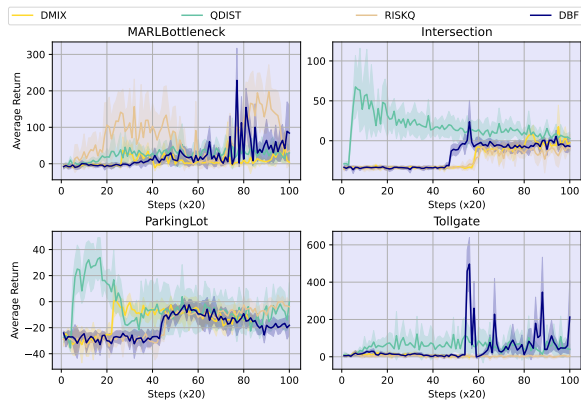 DMIX QDIST RISKQ DBF
MARLBottleneck
Average Return
300
200
100
0
0 20 40 60 80 100
Steps (x20)
Intersection
100
50
0
0 20 40 60 80 100
Steps (x20)
ParkingLot
Average Return
40
20
0
−20
−40
0 20 40 60 80 100
Steps (x20)
Tollgate
600
400
200
0
0 20 40 60 80 100
Steps (x20)